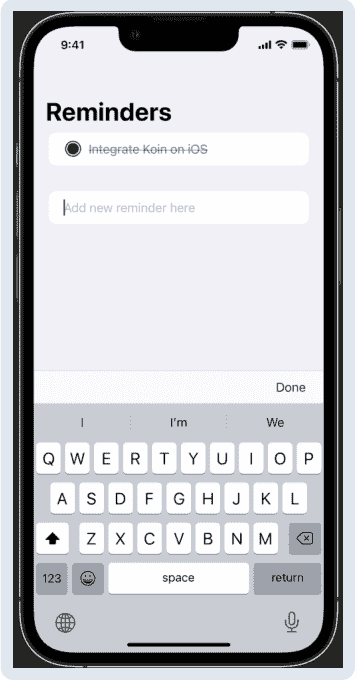 9:41
Reminders
Integrate Koin on iOS
Add new reminder here
Done
I I'm We
Q W E R T Y U I O P
A S D F G H J K L
Z X C V B N M
123 space return